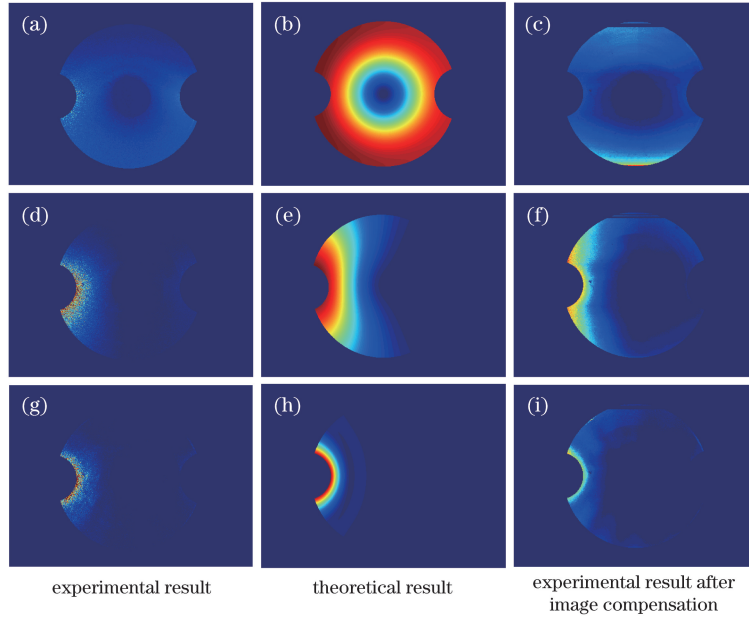 (a)
(b)
(c)
(d)
(e)
(f)
(g)
(h)
(i)
experimental result
theoretical result
experimental result after
image compensation